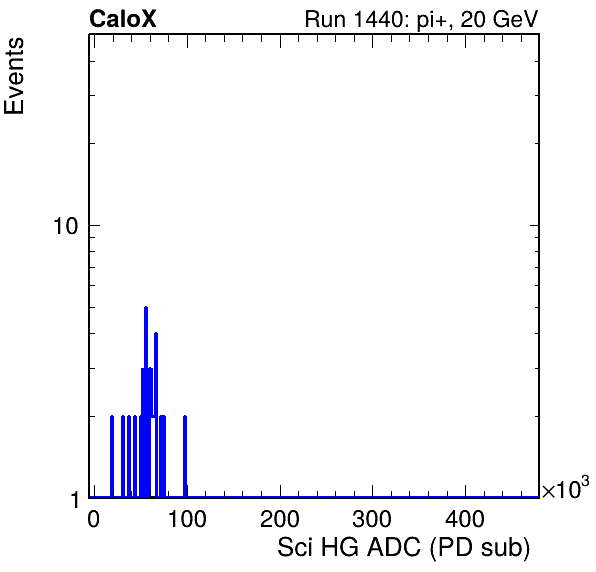 CaloX Run 1440: pi+, 20 GeV
Events
10
1
0 100 200 300 400 ×10³
Sci HG ADC (PD sub)